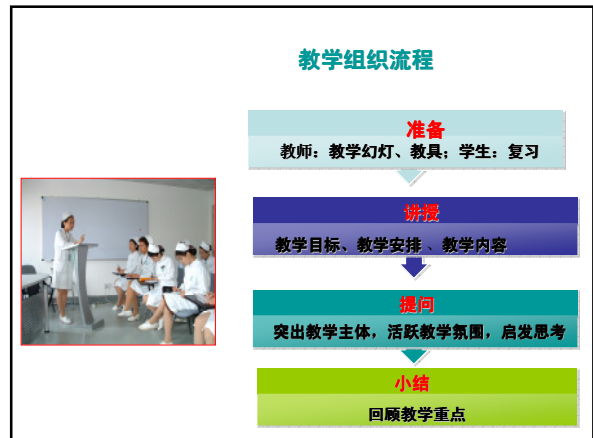 教学组织流程
准备
教师：教学幻灯、教具；学生：复习
讲授
教学目标、教学安排、教学内容
提问
突出教学主体，活跃教学氛围，启发思考
小结
回顾教学重点